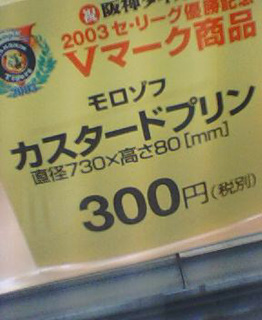 祝 阪神タ
2003セ・リーグ優勝記念
Vマーク商品
モロゾフ
カスタードプリン
直径730×高さ80[mm]
300円(税別)
2003